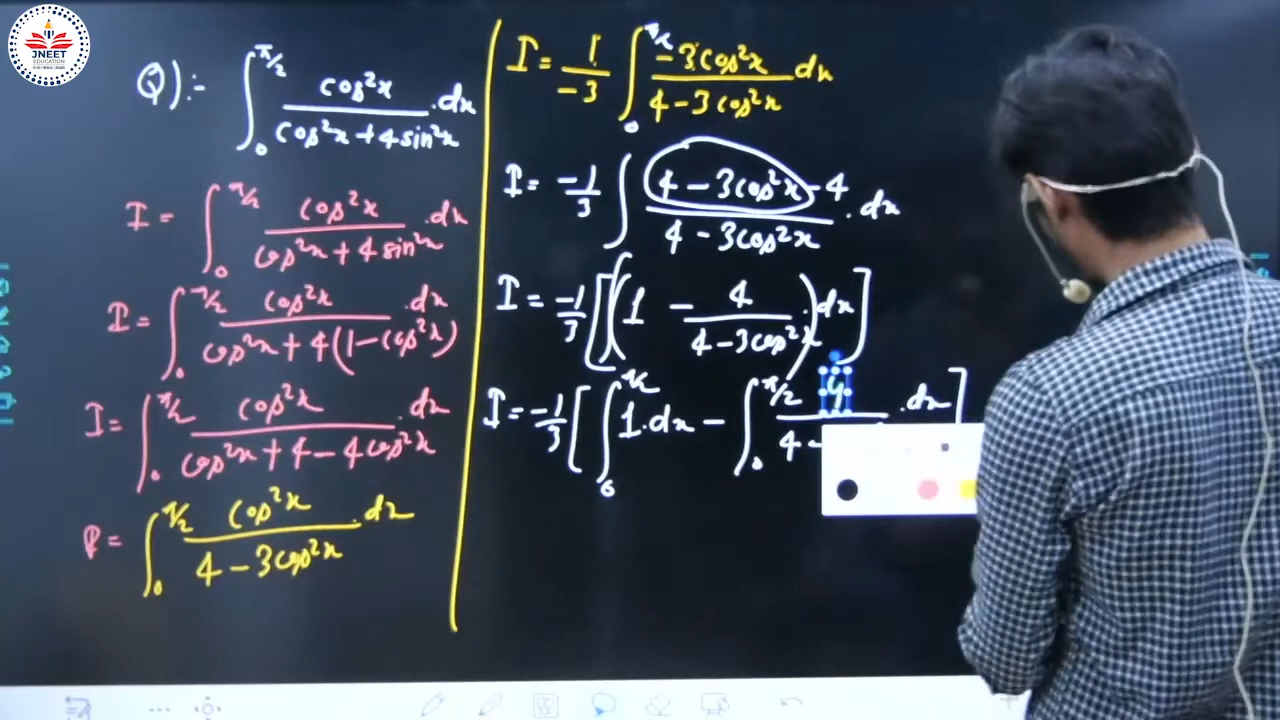 JNEET
EDUCATION
Q):- ∫₀^π/2 cos²x / (cos²x + 4 sin²x) .dx
I = ∫₀^π/2 cos²x / (cos²x + 4 sin²x) .dx
I = ∫₀^π/2 cos²x / (cos²x + 4(1 - cos²x)) .dx
I = ∫₀^π/2 cos²x / (cos²x + 4 - 4cos²x) .dx
I = ∫₀^π/2 cos²x / (4 - 3cos²x) .dx
I = 1/-3 ∫₀^π/2 -3cos²x / (4 - 3cos²x) dx
I = -1/3 ∫ (4 - 3cos²x - 4) / (4 - 3cos²x) .dx
I = -1/3 [(1 - 4 / (4 - 3cos²x)) dx]
I = -1/3 [∫₀^π/2 1.dx - ∫₀^π/2 4 / (4 - .dx]